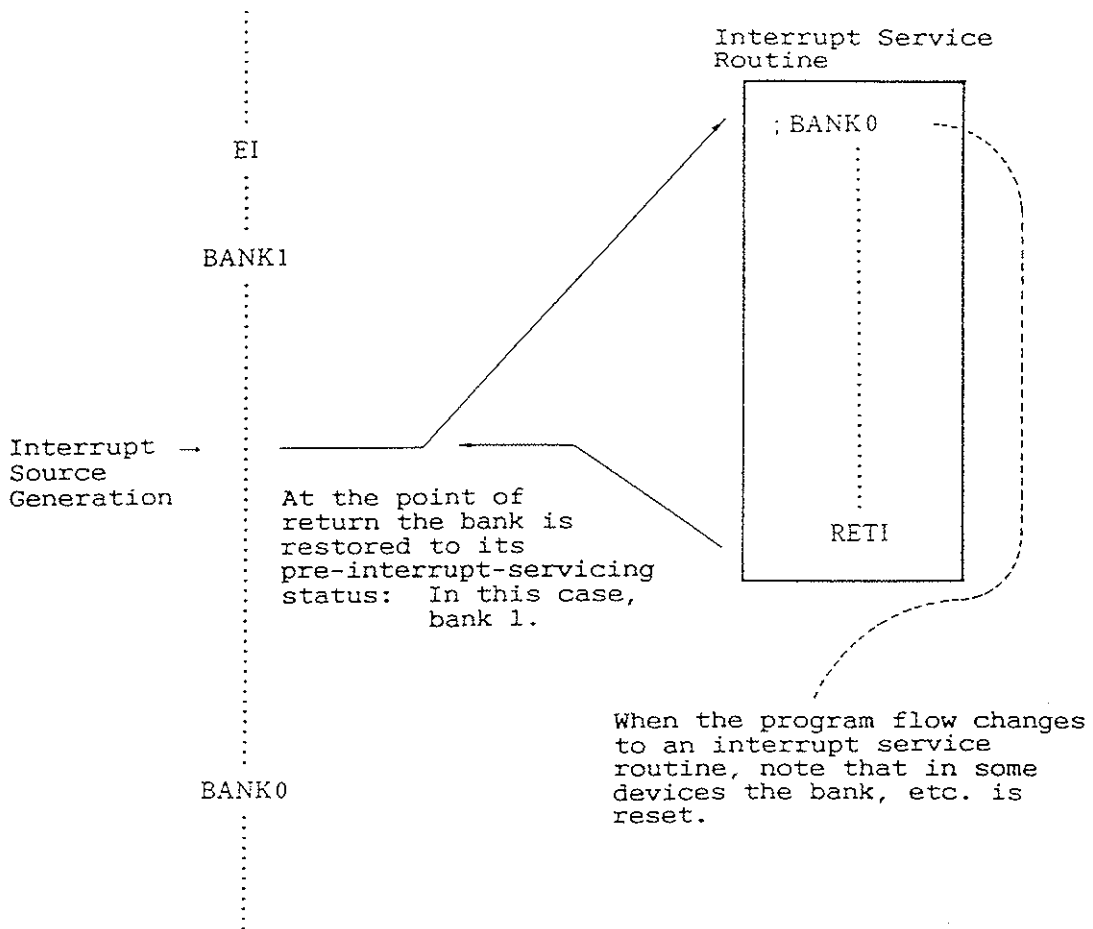 Interrupt Service
Routine
; BANK0
EI
BANK1
Interrupt →
Source
Generation
At the point of
return the bank is
restored to its
pre-interrupt-servicing
status: In this case,
bank 1.
RETI
When the program flow changes
to an interrupt service
routine, note that in some
devices the bank, etc. is
reset.
BANK0